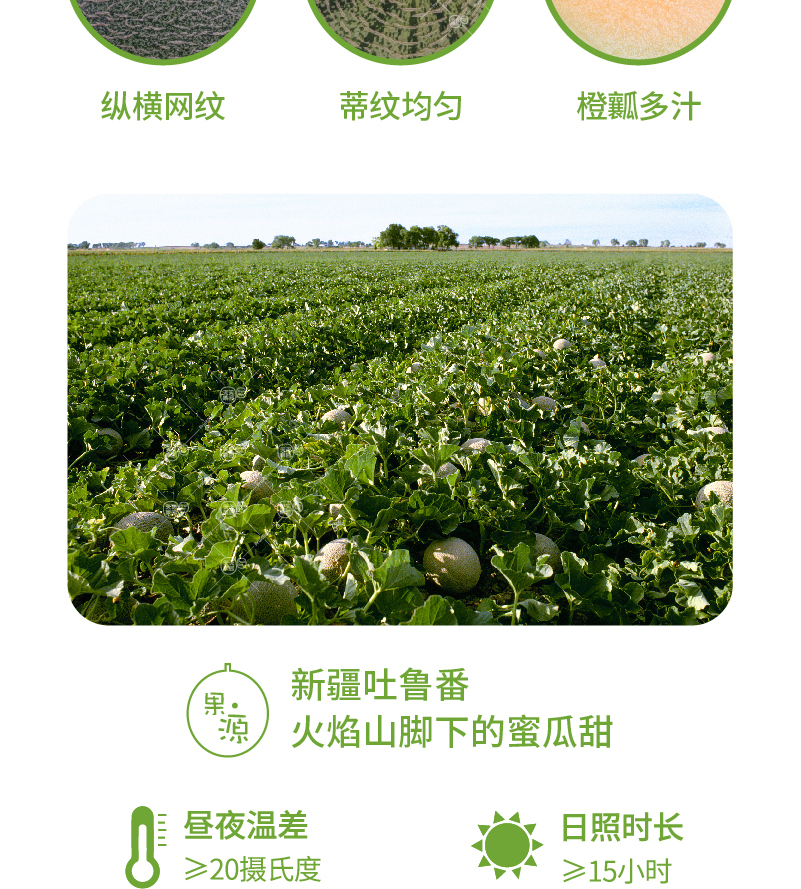 纵横网纹
蒂纹均匀
橙瓤多汁
果·源
新疆吐鲁番
火焰山脚下的蜜瓜甜
昼夜温差
≥20摄氏度
日照时长
≥15小时